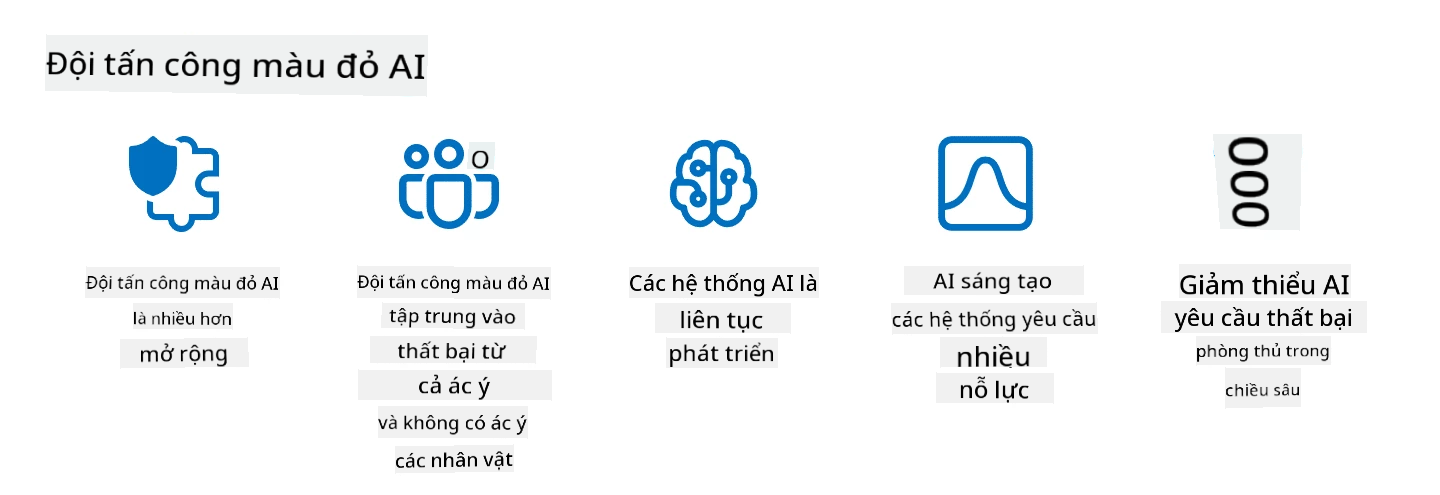 Đội tấn công màu đỏ AI
O
000
Đội tấn công màu đỏ AI
là nhiều hơn
mở rộng
Đội tấn công màu đỏ AI
tập trung vào
thất bại từ
cả ác ý
và không có ác ý
các nhân vật
Các hệ thống AI là
liên tục
phát triển
AI sáng tạo
các hệ thống yêu cầu
nhiều
nỗ lực
Giảm thiểu AI
yêu cầu thất bại
phòng thủ trong
chiều sâu